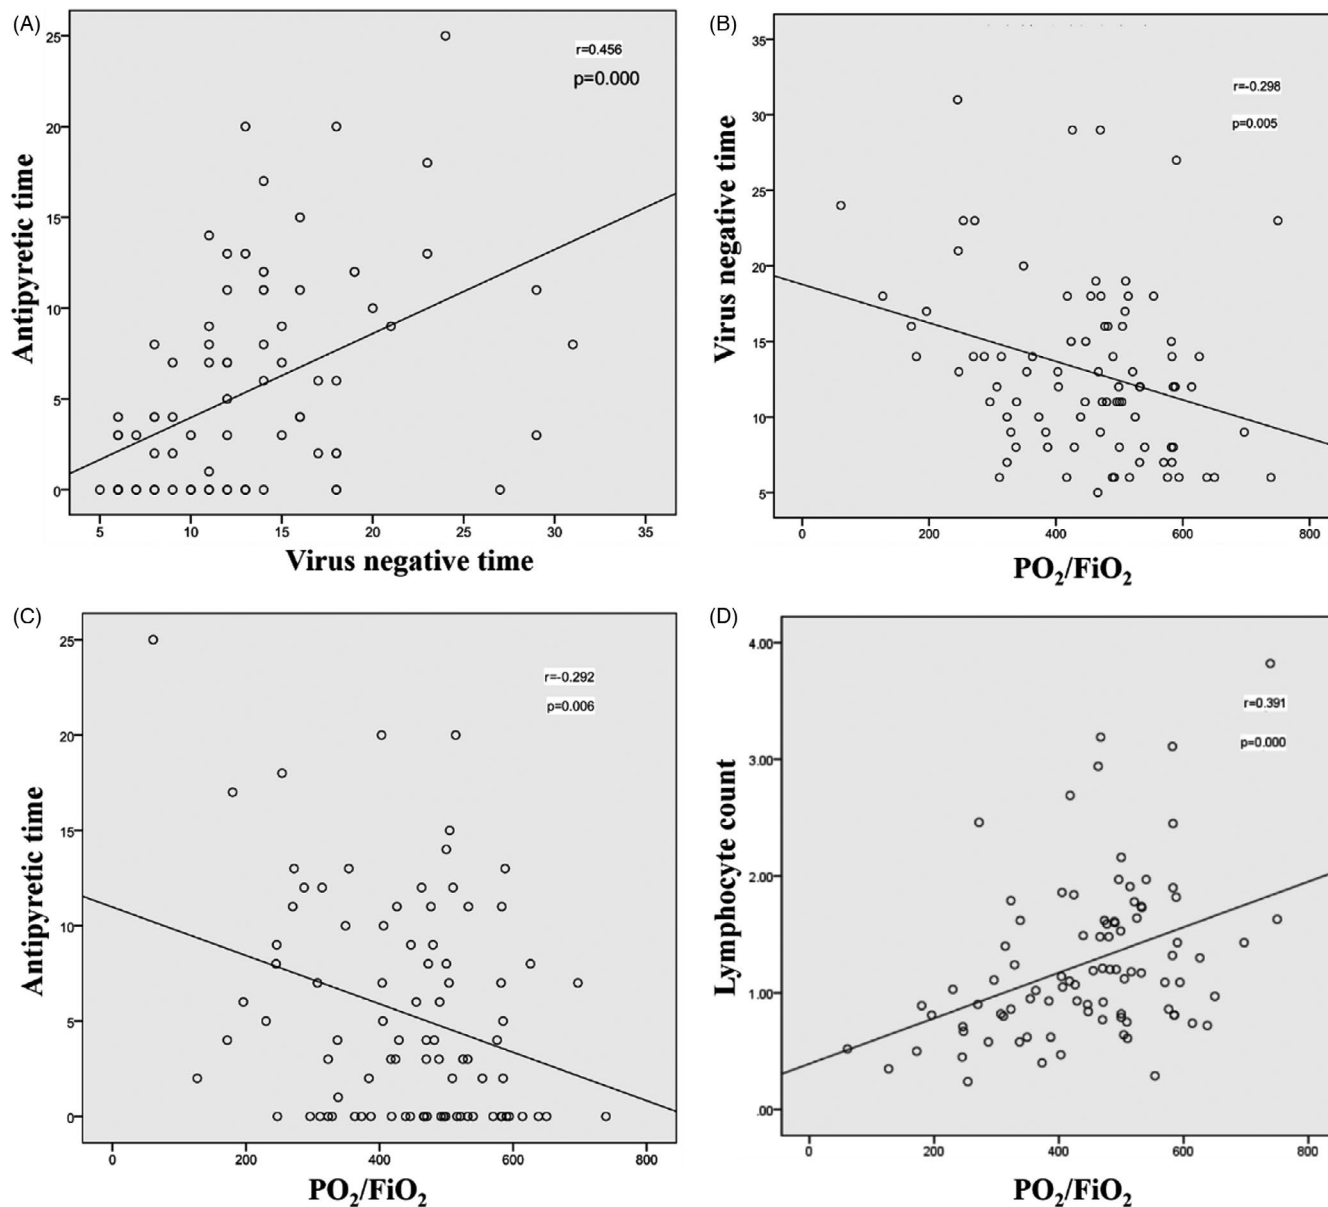 (A)
25
20
15
10
5
0
r=0.456
p=0.000
Antipyretic time
5
10
15
20
25
30
35
Virus negative time
(B)
35
30
25
20
15
10
5
r=-0.298
p=0.005
Virus negative time
0
200
400
600
800
PO₂/FiO₂
(C)
25
20
15
10
5
0
r=-0.292
p=0.006
Antipyretic time
0
200
400
600
800
PO₂/FiO₂
(D)
4.00
3.00
2.00
1.00
.00
r=0.391
p=0.000
Lymphocyte count
0
200
400
600
800
PO₂/FiO₂